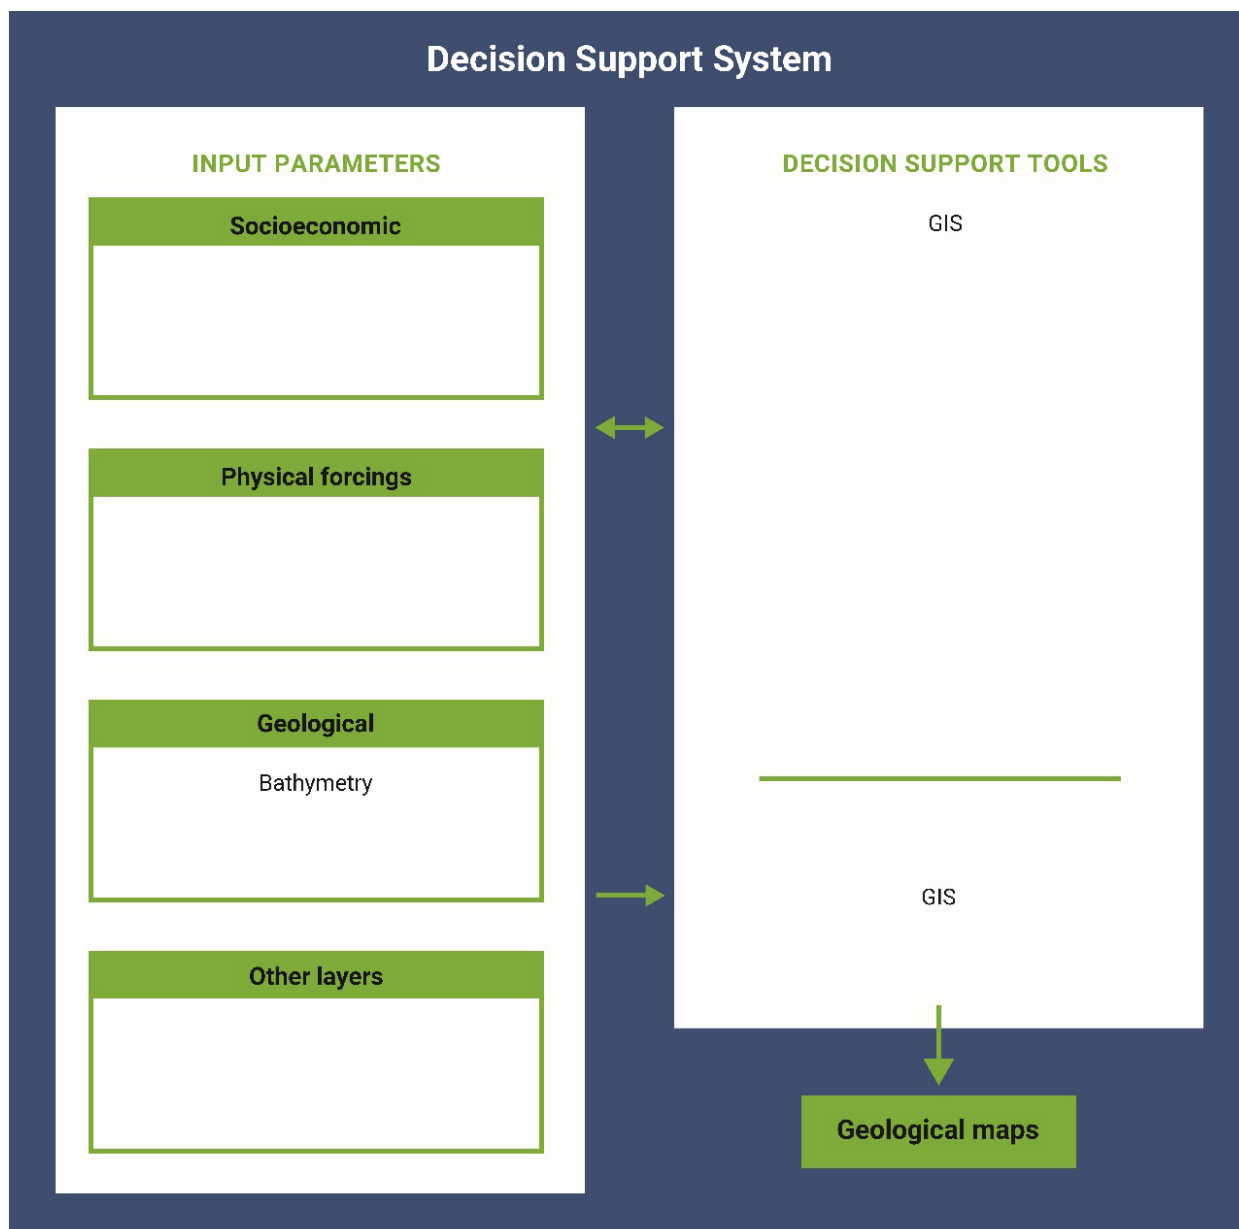 Decision Support System
INPUT PARAMETERS
Socioeconomic
Physical forcings
Geological
Bathymetry
Other layers
DECISION SUPPORT TOOLS
GIS
GIS
Geological maps